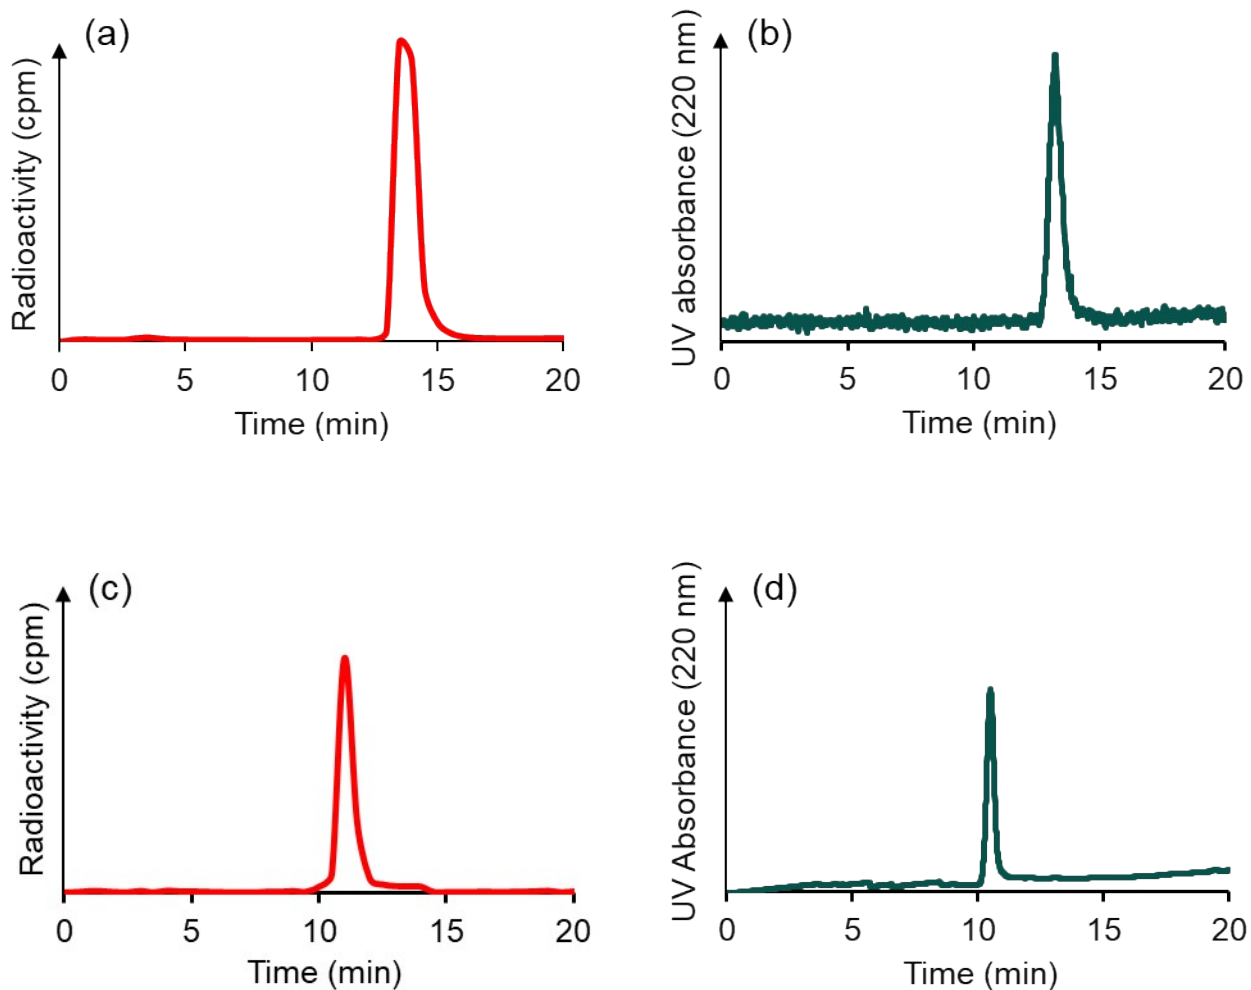 (a)
Radioactivity (cpm)
0 5 10 15 20
Time (min)
(b)
UV absorbance (220 nm)
0 5 10 15 20
Time (min)
(c)
Radioactivity (cpm)
0 5 10 15 20
Time (min)
(d)
UV Absorbance (220 nm)
0 5 10 15 20
Time (min)